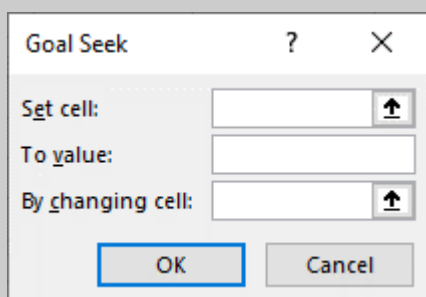 Goal Seek ?
Set cell:
To value:
By changing cell:
OK Cancel